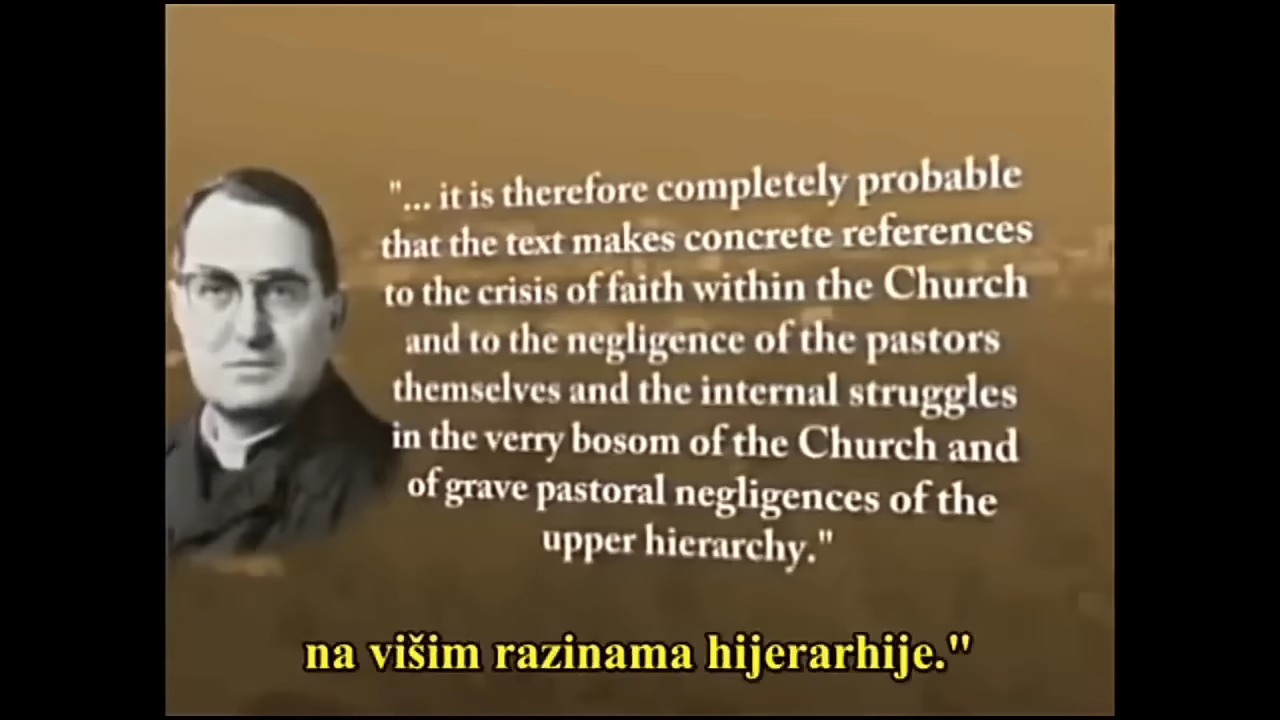 "... it is therefore completely probable
that the text makes concrete references
to the crisis of faith within the Church
and to the negligence of the pastors
themselves and the internal struggles
in the verry bosom of the Church and
of grave pastoral negligences of the
upper hierarchy."
na višim razinama hijerarhije."